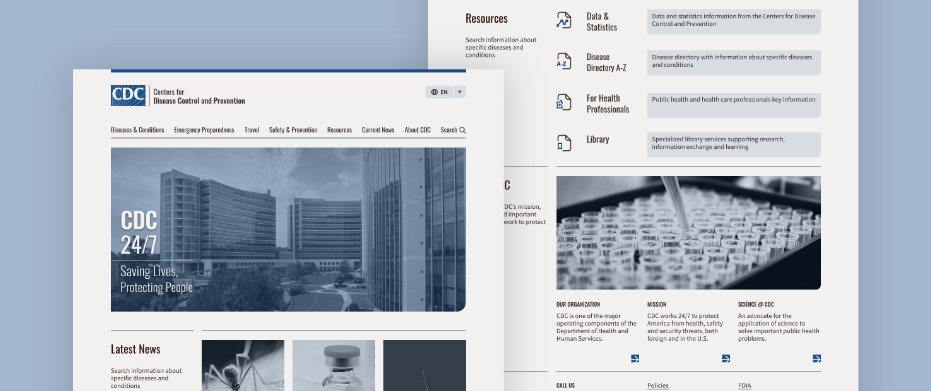 CDC
Centers for
Disease Control and Prevention
EN
Diseases & Conditions Emergency Preparedness Travel Safety & Prevention Resources Current News About CDC Search
CDC
24/7
Saving Lives,
Protecting People
Latest News
Search information about
specific diseases and
conditions
Resources
Search information about
specific diseases and
conditions
Data &
Statistics
Data and statistics information from the Centers for Disease
Control and Prevention
A-Z
Disease
Directory A-Z
Disease directory with information about specific diseases
and conditions
For Health
Professionals
Public health and health care professionals key information
Library
Specialized library services supporting research,
information exchange and learning
DC's mission,
important
work to protect
OUR ORGANIZATION
CDC is one of the major
operating components of the
Department of Health and
Human Services.
MISSION
CDC works 24/7 to protect
America from health, safety
and security threats, both
foreign and in the U.S.
SCIENCE @ CDC
An advocate for the
application of science to
solve important public health
problems.
CALL US
Policies
FOIA